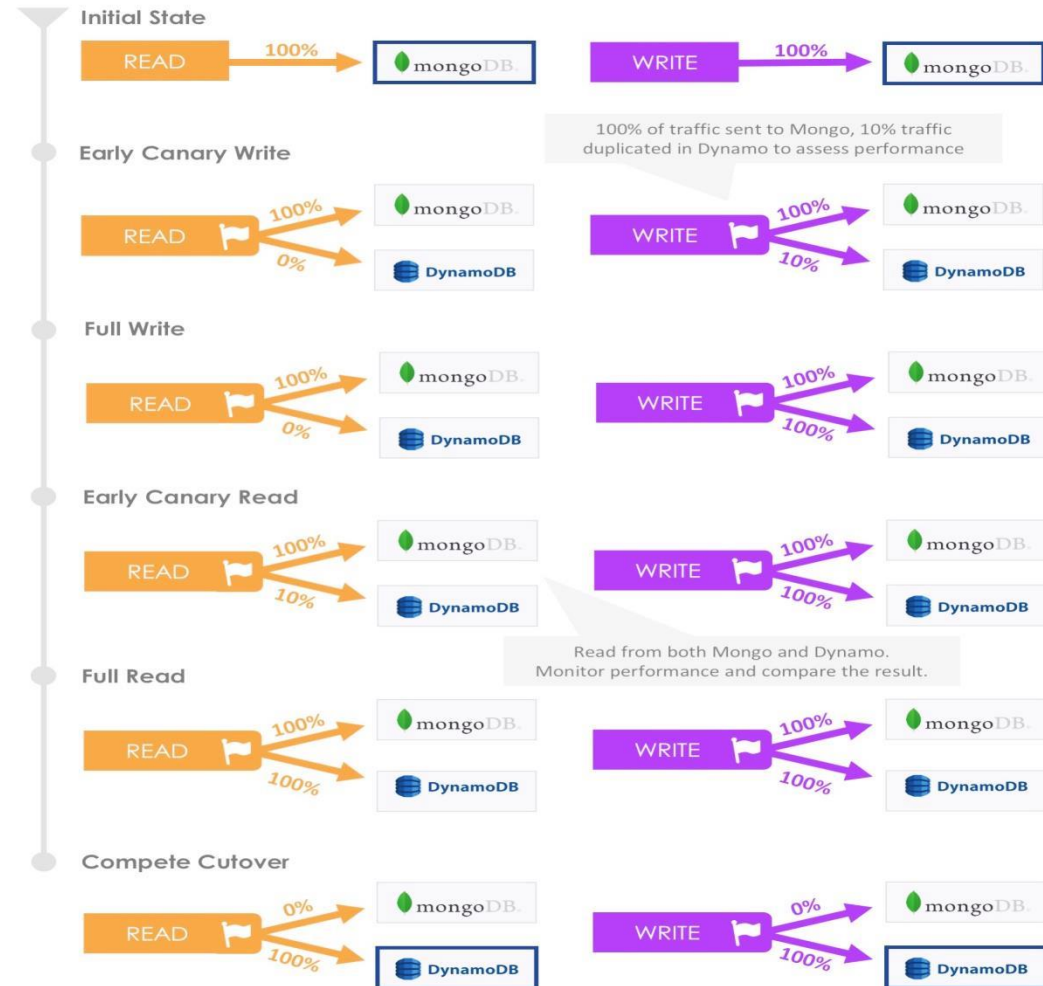 Initial State
READ
100%
mongoDB.
WRITE
100%
mongoDB.
100% of traffic sent to Mongo, 10% traffic
duplicated in Dynamo to assess performance
Early Canary Write
READ
100%
mongoDB.
0%
DynamoDB
WRITE
100%
mongoDB.
10%
DynamoDB
Full Write
READ
100%
mongoDB.
0%
DynamoDB
WRITE
100%
mongoDB.
100%
DynamoDB
Early Canary Read
READ
100%
mongoDB.
10%
DynamoDB
WRITE
100%
mongoDB.
100%
DynamoDB
Read from both Mongo and Dynamo.
Monitor performance and compare the result.
Full Read
READ
100%
mongoDB.
100%
DynamoDB
WRITE
100%
mongoDB.
100%
DynamoDB
Compete Cutover
READ
0%
mongoDB.
100%
DynamoDB
WRITE
0%
mongoDB.
100%
DynamoDB